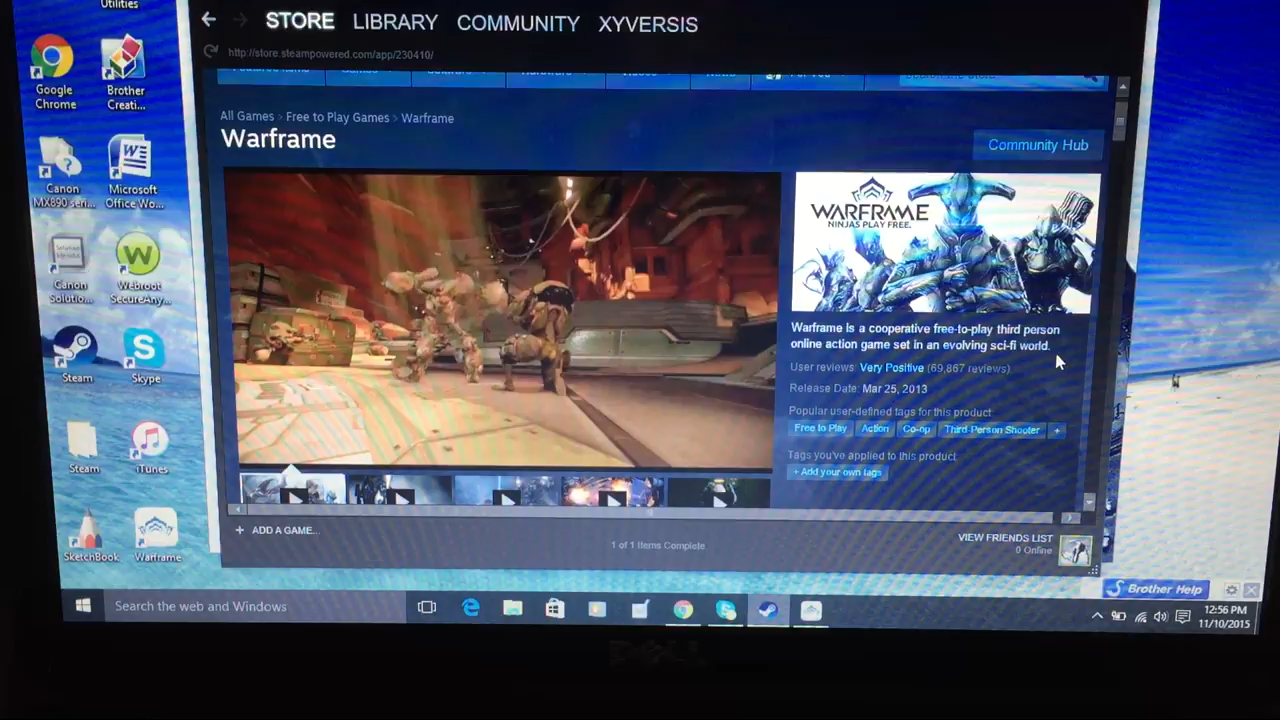 Utilities
STORE LIBRARY COMMUNITY XYVERSIS
http://store.steampowered.com/app/230410/
Google Chrome
Brother Creati...
All Games > Free to Play Games > Warframe
Warframe
Community Hub
Canon MX890 seri...
Microsoft Office Wo...
WARFRAME
NINJAS PLAY FREE.
Canon Solutio...
Webroot SecureAny...
Warframe is a cooperative free-to-play third person
online action game set in an evolving sci-fi world.
User reviews: Very Positive (69,867 reviews)
Release Date: Mar 25, 2013
Popular user-defined tags for this product:
Free to Play Action Co-op Third-Person Shooter +
Tags you've applied to this product:
+ Add your own tags
Steam
Skype
Steam
iTunes
SketchBook
Warframe
+ ADD A GAME...
1 of 1 Items Complete
VIEW FRIENDS LIST
0 Online
Brother Help
Search the web and Windows
12:56 PM
11/10/2015
DELL